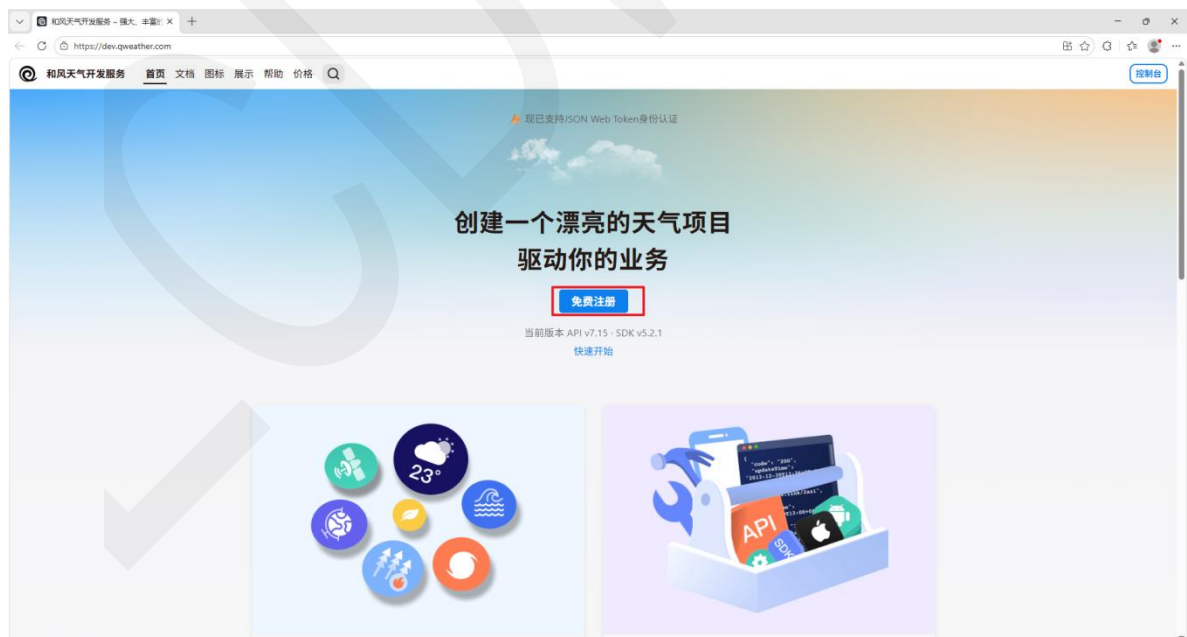 和风天气开发服务 – 强大、丰富的
https://dev.qweather.com
和风天气开发服务 首页 文档 图标 展示 帮助 价格
控制台
现已支持JSON Web Token身份认证
创建一个漂亮的天气项目
驱动你的业务
免费注册
当前版本 API v7.15 · SDK v5.2.1
快速开始
23°
{
"code": "200",
"updateTime":
API
SDK